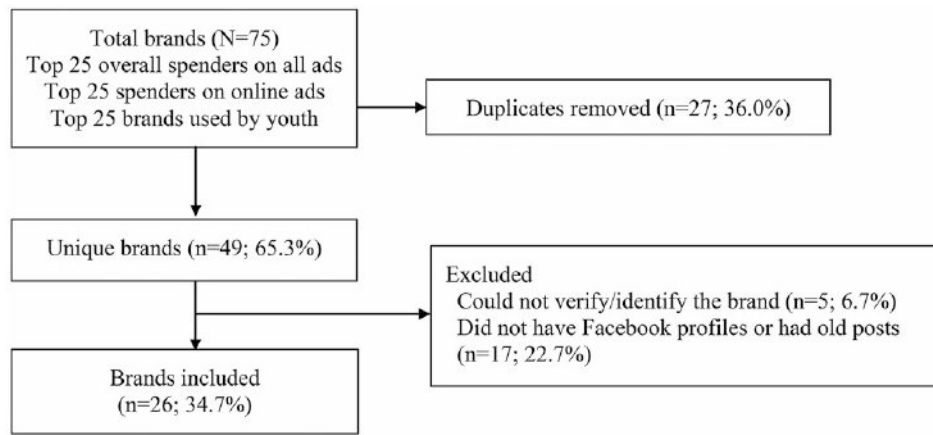 Total brands (N=75)
Top 25 overall spenders on all ads
Top 25 spenders on online ads
Top 25 brands used by youth
Duplicates removed (n=27; 36.0%)
Unique brands (n=49; 65.3%)
Excluded
Could not verify/identify the brand (n=5; 6.7%)
Did not have Facebook profiles or had old posts
(n=17; 22.7%)
Brands included
(n=26; 34.7%)